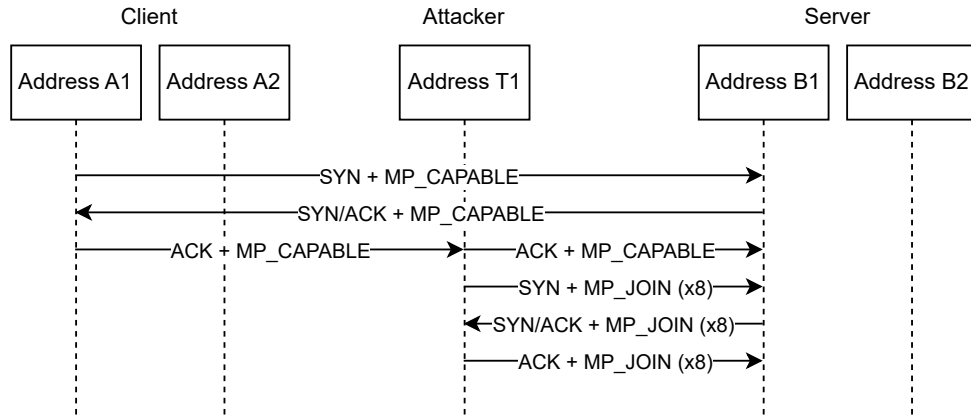 Client
Attacker
Server
Address A1
Address A2
Address T1
Address B1
Address B2
SYN + MP_CAPABLE
SYN/ACK + MP_CAPABLE
ACK + MP_CAPABLE
ACK + MP_CAPABLE
SYN + MP_JOIN (x8)
SYN/ACK + MP_JOIN (x8)
ACK + MP_JOIN (x8)